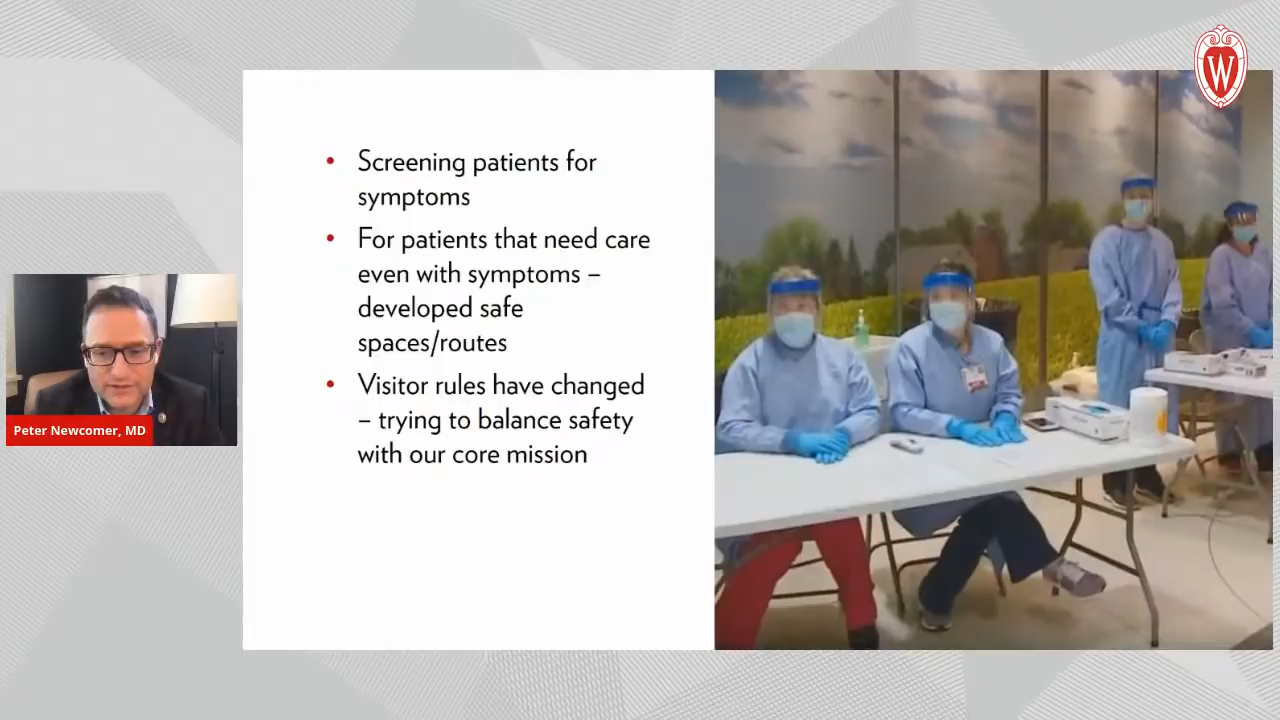 W
• Screening patients for
symptoms
• For patients that need care
even with symptoms –
developed safe
spaces/routes
• Visitor rules have changed
– trying to balance safety
with our core mission
Peter Newcomer, MD